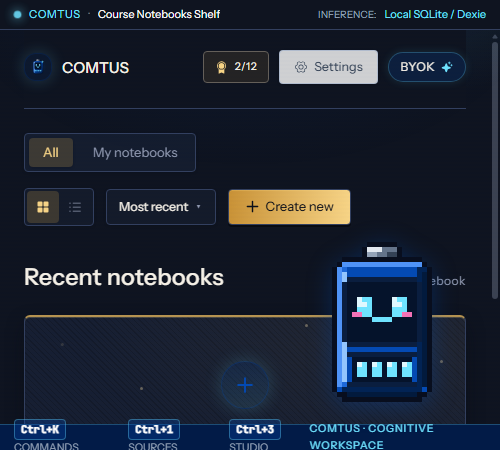 COMTUS · Course Notebooks Shelf
INFERENCE: Local SQLite / Dexie
COMTUS
2/12
Settings
BYOK
All
My notebooks
Most recent
Create new
Recent notebooks
ebook
Ctrl+K
COMMANDS
Ctrl+1
SOURCES
Ctrl+3
STUDIO
COMTUS · COGNITIVE
WORKSPACE